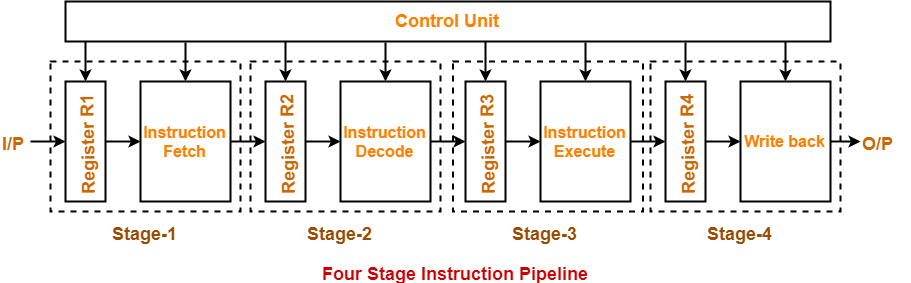 Control Unit
I/P
Register R1
Instruction
Fetch
Register R2
Instruction
Decode
Register R3
Instruction
Execute
Register R4
Write back
O/P
Stage-1
Stage-2
Stage-3
Stage-4
Four Stage Instruction Pipeline